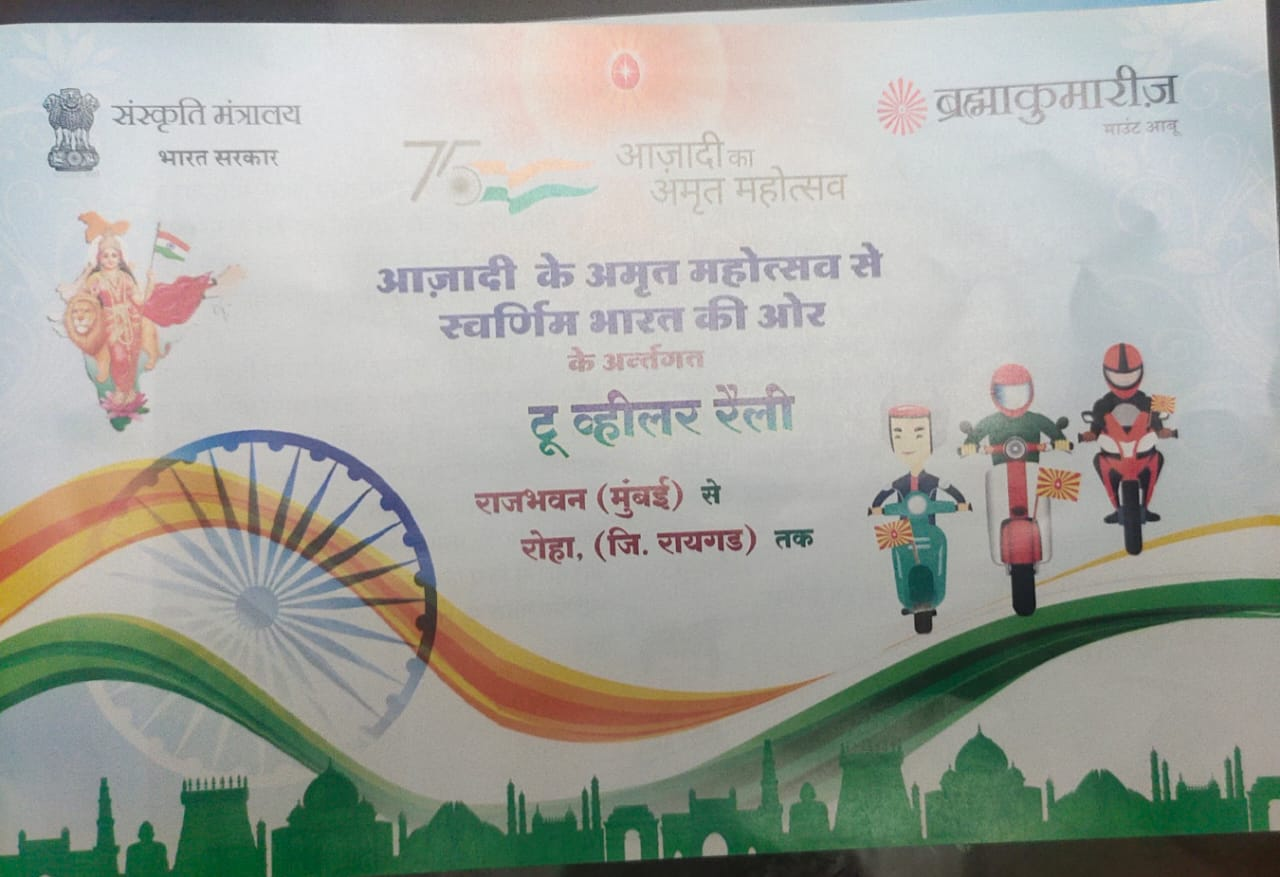 संस्कृति मंत्रालय
भारत सरकार
ब्रह्माकुमारीज़
माउंट आबू
75
आज़ादी का
अमृत महोत्सव
आज़ादी के अमृत महोत्सव से
स्वर्णिम भारत की ओर
के अर्न्तगत
टू व्हीलर रैली
राजभवन (मुंबई) से
रोहा, (जि. रायगड) तक